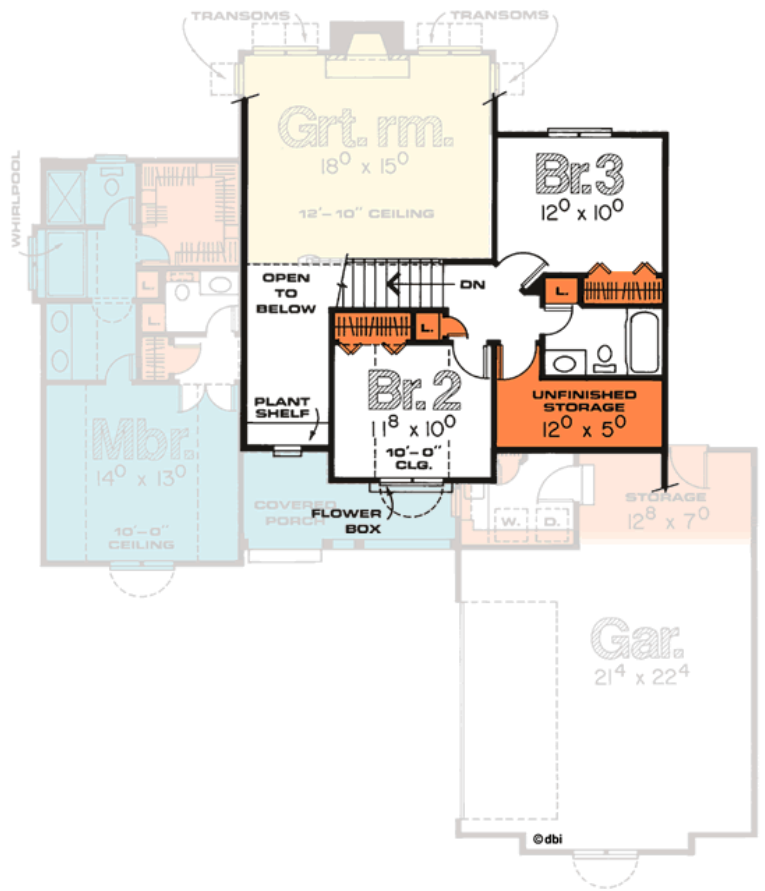 TRANSOMS
TRANSOMS
Grt. rm.
18⁰ x 15⁰
12'-10" CEILING
WHIRLPOOL
Br.3
12⁰ x 10⁰
OPEN
TO
BELOW
DN
L.
L.
L.
L.
Br.2
11⁸ x 10⁰
10'-0"
CLG.
PLANT
SHELF
UNFINISHED
STORAGE
12⁰ x 5⁰
Mbr.
14⁰ x 13⁰
10'-0"
CEILING
COVERED
PORCH
FLOWER
BOX
W.
D.
STORAGE
12⁸ x 7⁰
Gar.
21⁴ x 22⁴
©dbi